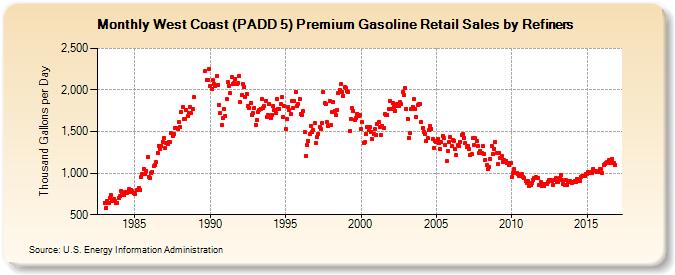 Monthly West Coast (PADD 5) Premium Gasoline Retail Sales by Refiners
Thousand Gallons per Day
2,500
2,000
1,500
1,000
500
1985 1990 1995 2000 2005 2010 2015
Source: U.S. Energy Information Administration